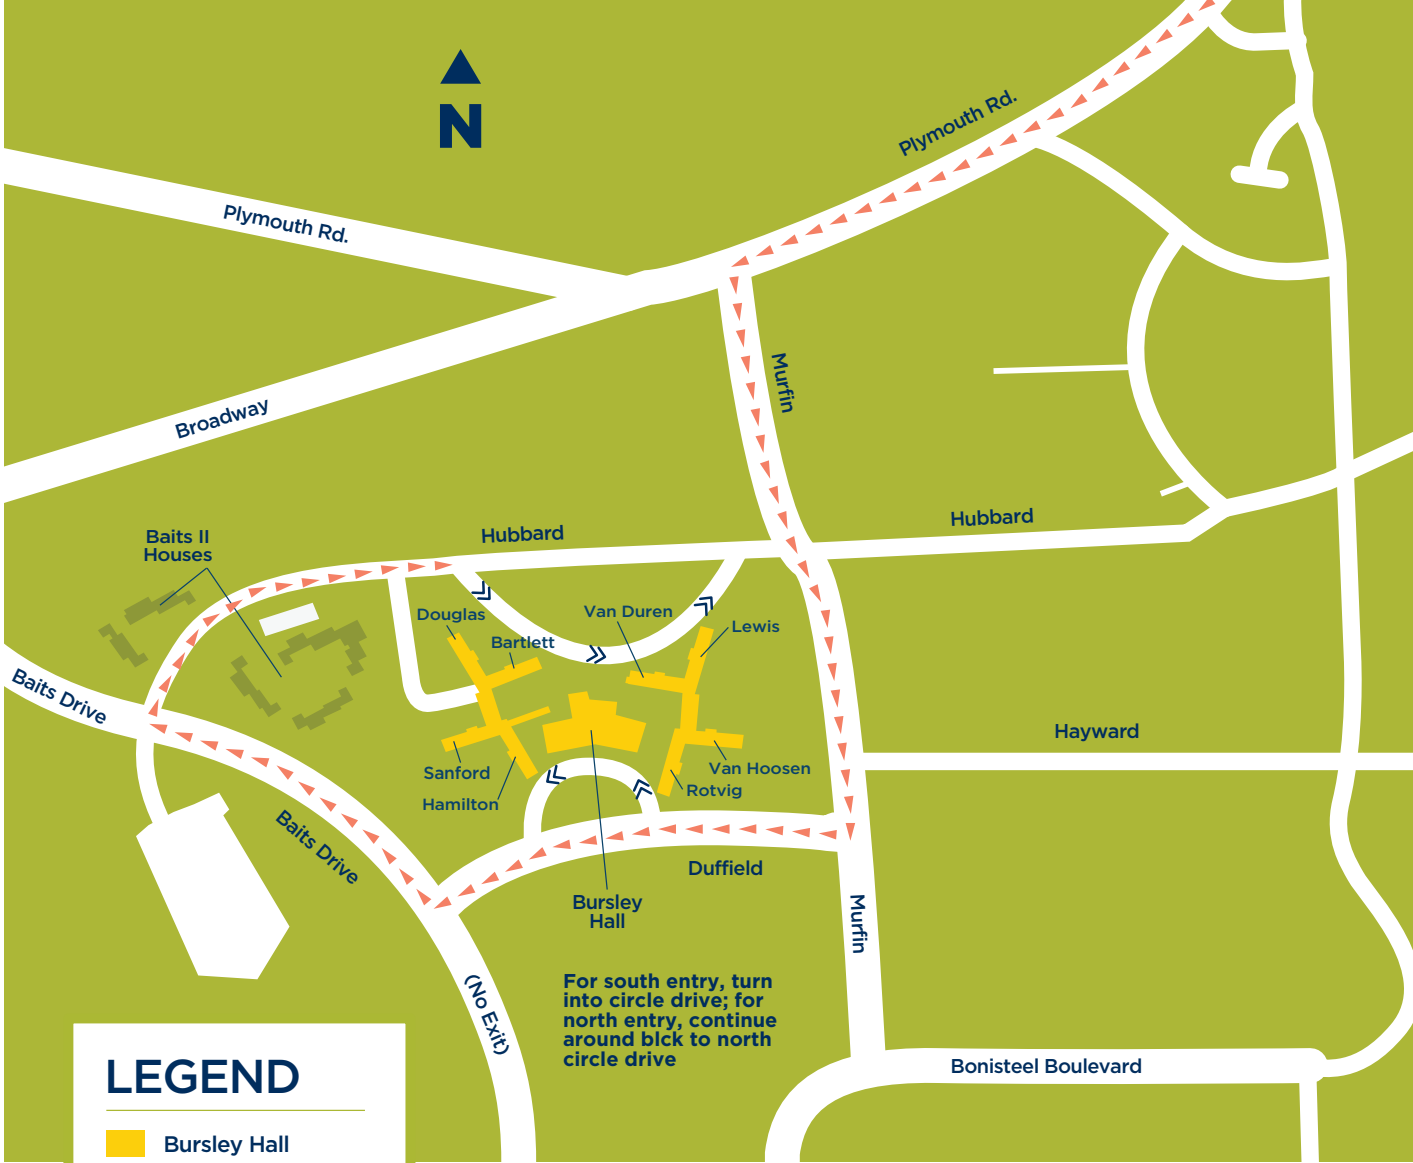 N
Plymouth Rd.
Plymouth Rd.
Murfin
Broadway
Hubbard
Hubbard
Baits II
Houses
Douglas
Bartlett
Van Duren
Lewis
Baits Drive
Sanford
Hamilton
Van Hoosen
Rotvig
Hayward
Baits Drive
Duffield
Bursley
Hall
Murfin
(No Exit)
For south entry, turn
into circle drive; for
north entry, continue
around blck to north
circle drive
Bonisteel Boulevard
LEGEND
Bursley Hall